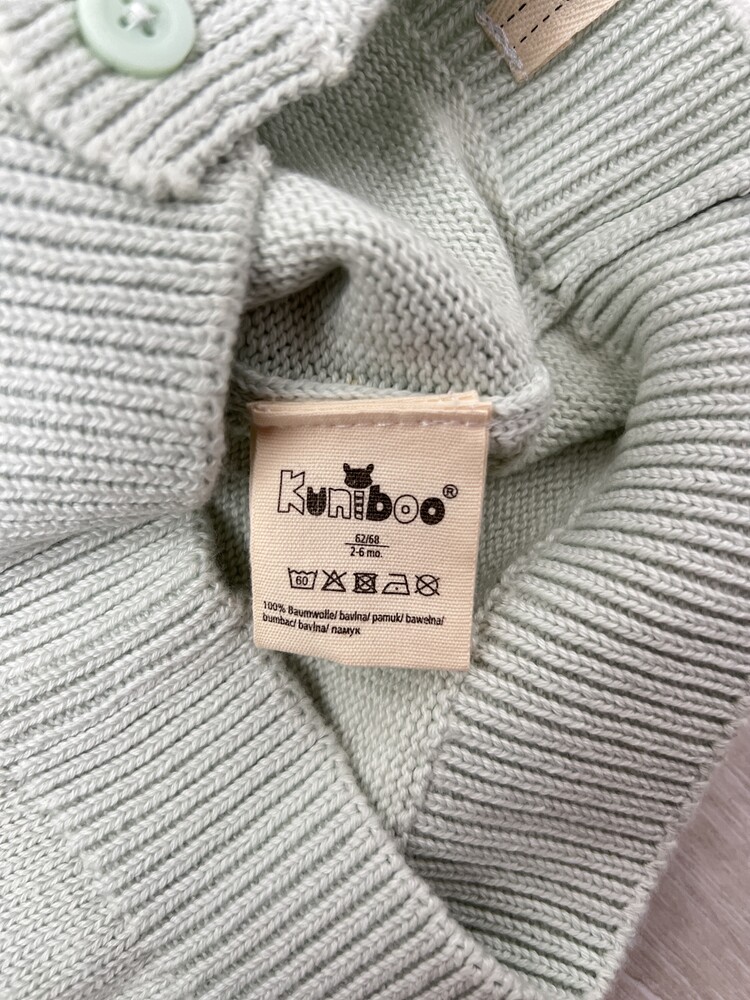 Kuniboo®
62/68
2-6 mo.
60
100% Baumwolle/ bavlna/ pamuk/ bawełna/
bumbac/ bavlna/ памук